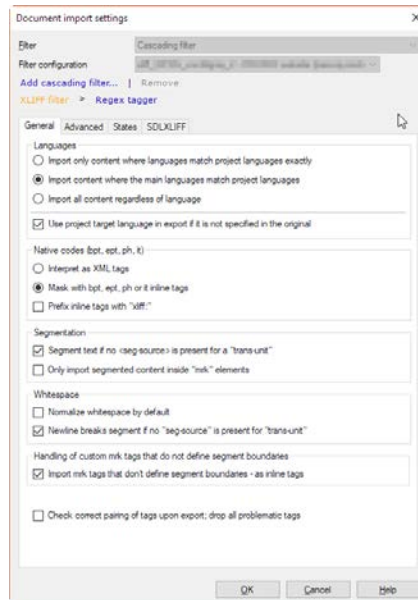 Document import settings
Filter
Cascading filter
Filter configuration
Add cascading filter... | Remove
XLIFF filter > Regex tagger
General Advanced States SDLXLIFF
Languages
Import only content where languages match project languages exactly
Import content where the main languages match project languages
Import all content regardless of language
Use project target language in export if it is not specified in the original
Native codes (bpt, ept, ph, it)
Interpret as XML tags
Mask with bpt, ept, ph or it inline tags
Prefix inline tags with "xliff:"
Segmentation
Segment text if no <seg-source> is present for a "trans-unit"
Only import segmented content inside "mrk" elements
Whitespace
Normalize whitespace by default
Newline breaks segment if no "seg-source" is present for "trans-unit"
Handling of custom mrk tags that do not define segment boundaries
Import mrk tags that don't define segment boundaries - as inline tags
Check correct pairing of tags upon export; drop all problematic tags
OK Cancel Help